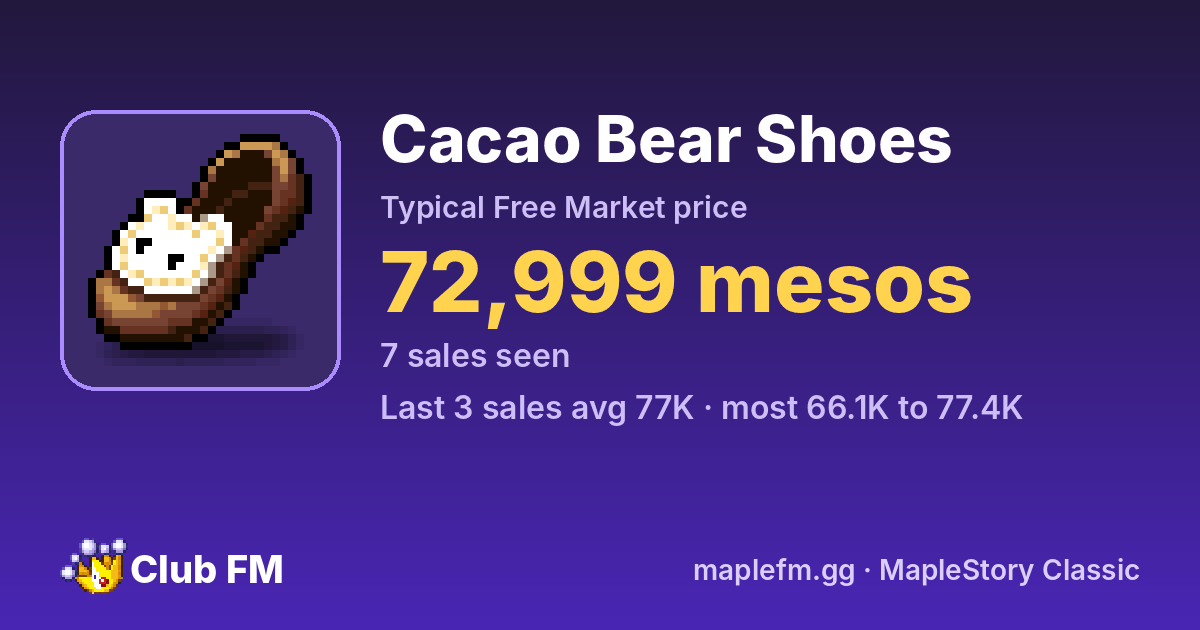 Cacao Bear Shoes
Typical Free Market price
72,999 mesos
7 sales seen
Last 3 sales avg 77K · most 66.1K to 77.4K
Club FM
maplefm.gg · MapleStory Classic